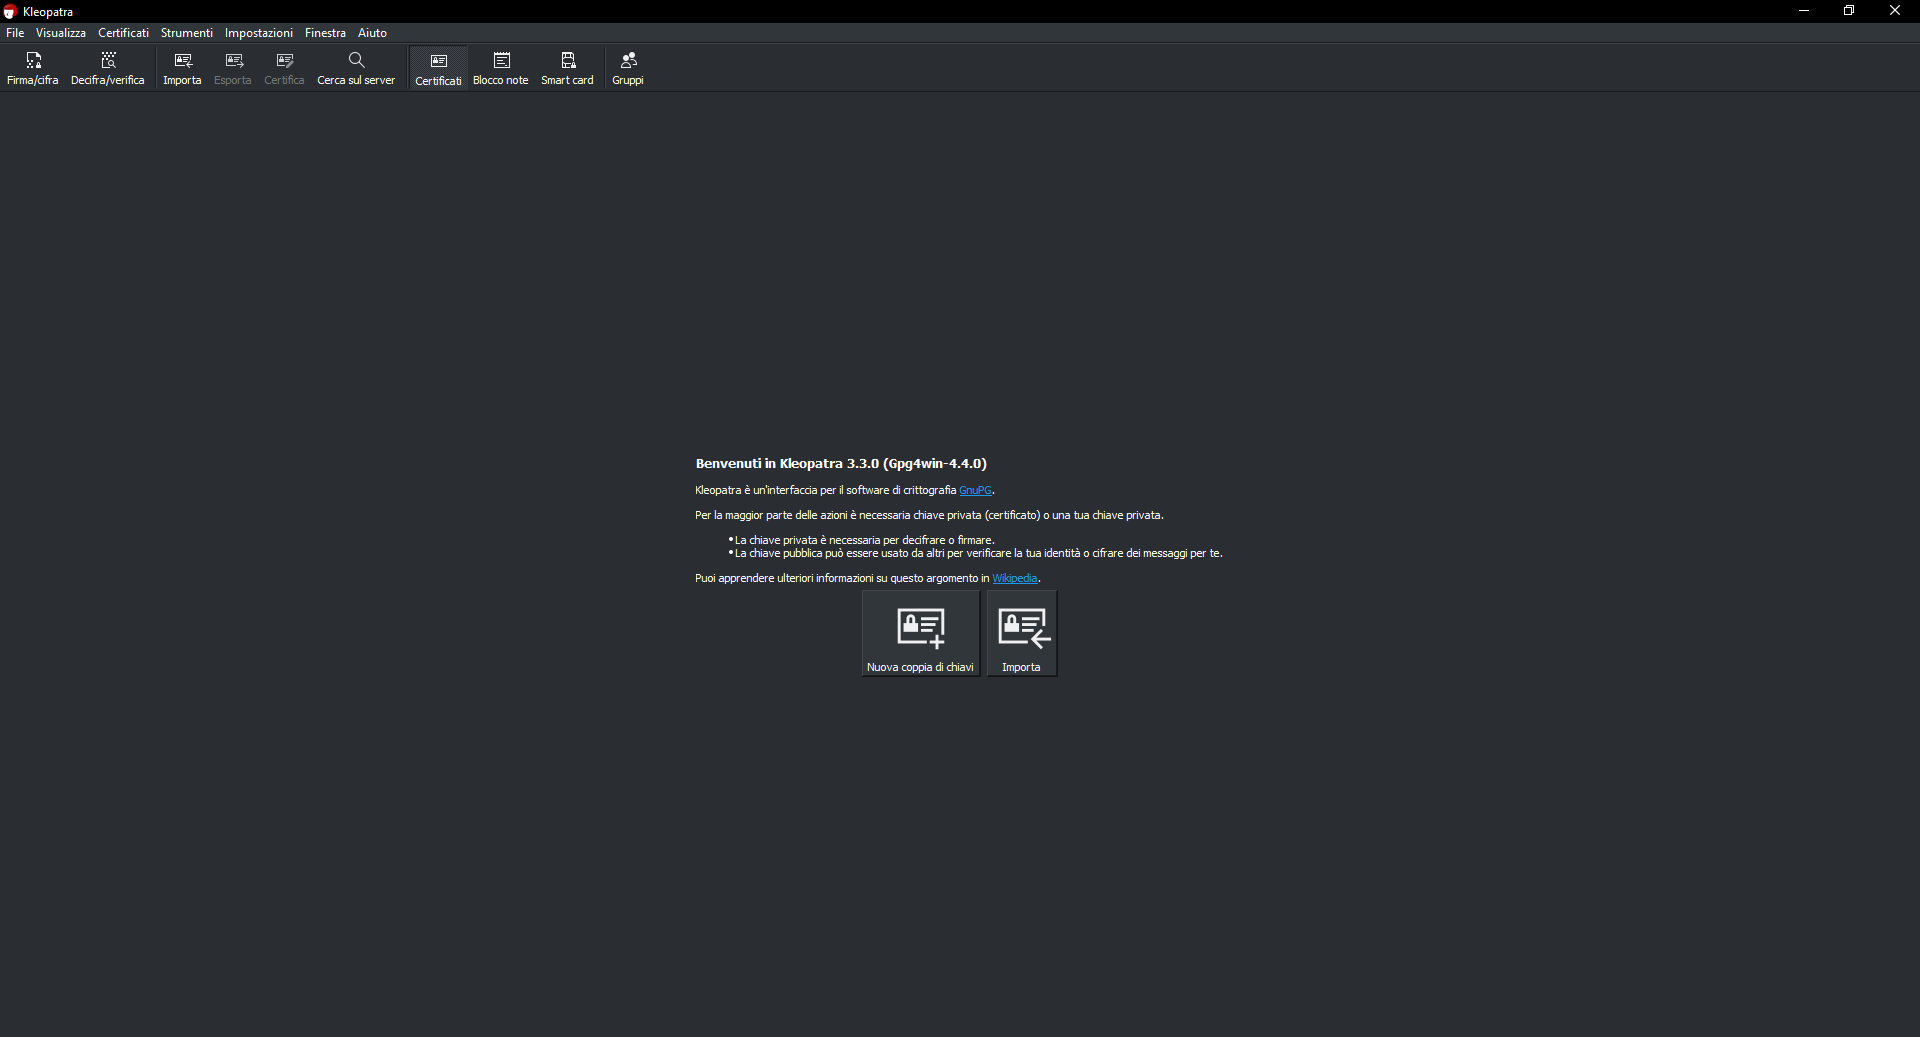 Kleopatra
File Visualizza Certificati Strumenti Impostazioni Finestra Aiuto
Firma/cifra Decifra/verifica Importa Esporta Certifica Cerca sul server Certificati Blocco note Smart card Gruppi
Benvenuti in Kleopatra 3.3.0 (Gpg4win-4.4.0)
Kleopatra è un'interfaccia per il software di crittografia GnuPG.
Per la maggior parte delle azioni è necessaria chiave privata (certificato) o una tua chiave privata.
•La chiave privata è necessaria per decifrare o firmare.
•La chiave pubblica può essere usato da altri per verificare la tua identità o cifrare dei messaggi per te.
Puoi apprendere ulteriori informazioni su questo argomento in Wikipedia.
Nuova coppia di chiavi Importa